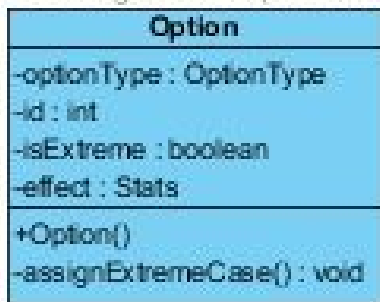 Option
-optionType : OptionType
-id : int
-isExtreme : boolean
-effect : Stats
+Option()
-assignExtremeCase() : void